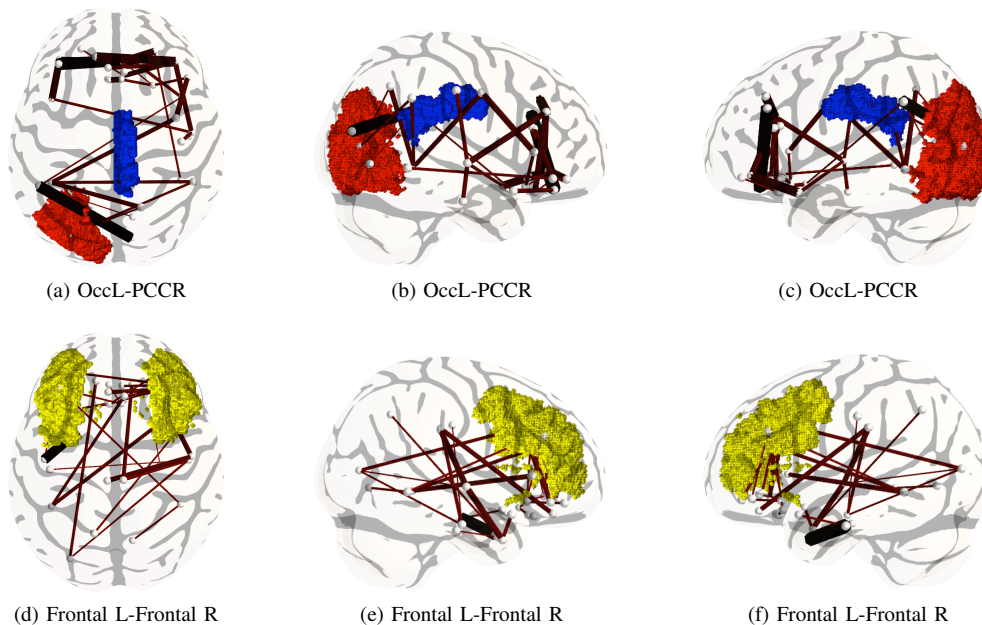 (a) OccL-PCCR
(b) OccL-PCCR
(c) OccL-PCCR
(d) Frontal L-Frontal R
(e) Frontal L-Frontal R
(f) Frontal L-Frontal R